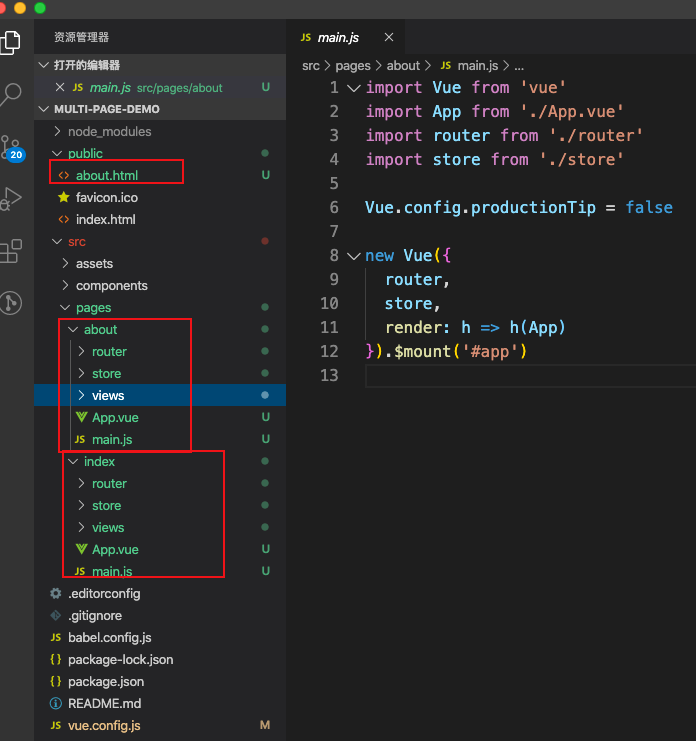 资源管理器
打开的编辑器
JS main.js src/pages/about U
MULTI-PAGE-DEMO
node_modules
public
<> about.html U
favicon.ico
<> index.html
src
assets
components
pages
about
router
store
views
App.vue U
JS main.js U
index
router
store
views
App.vue U
JS main.js U
.editorconfig
.gitignore
JS babel.config.js
{} package-lock.json
{} package.json
README.md
JS vue.config.js M
20
JS main.js
src > pages > about > JS main.js > ...
1 import Vue from 'vue'
2 import App from './App.vue'
3 import router from './router'
4 import store from './store'
5
6 Vue.config.productionTip = false
7
8 new Vue({
9 router,
10 store,
11 render: h => h(App)
12 }).$mount('#app')
13